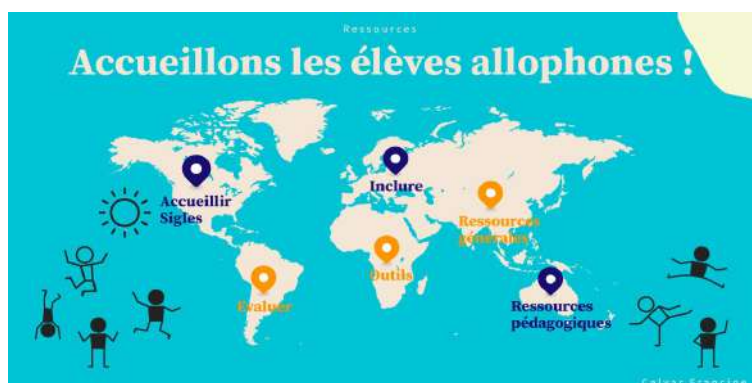 Ressources
Accueillons les élèves allophones !
Inclure
Accueillir
Sigles
Ressources
générales
Outils
Evaluer
Ressources
pédagogiques